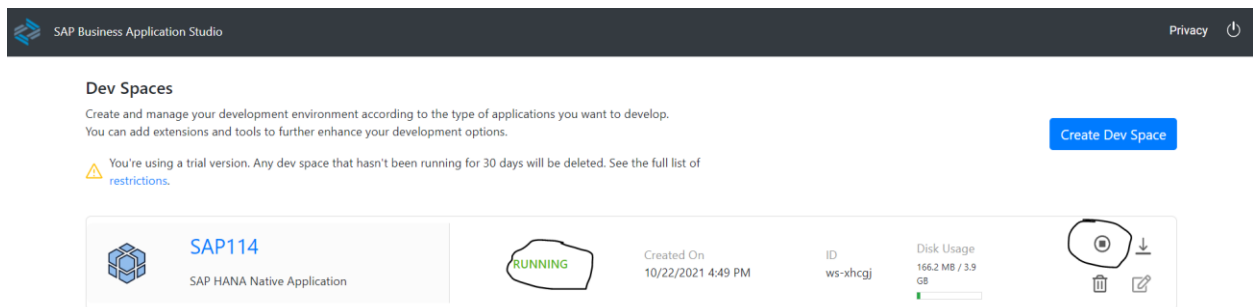 SAP Business Application Studio
Privacy
Dev Spaces
Create and manage your development environment according to the type of applications you want to develop.
You can add extensions and tools to further enhance your development options.
Create Dev Space
You're using a trial version. Any dev space that hasn't been running for 30 days will be deleted. See the full list of
restrictions.
SAP114
SAP HANA Native Application
RUNNING
Created On
10/22/2021 4:49 PM
ID
ws-xhcgj
Disk Usage
166.2 MB / 3.9
GB